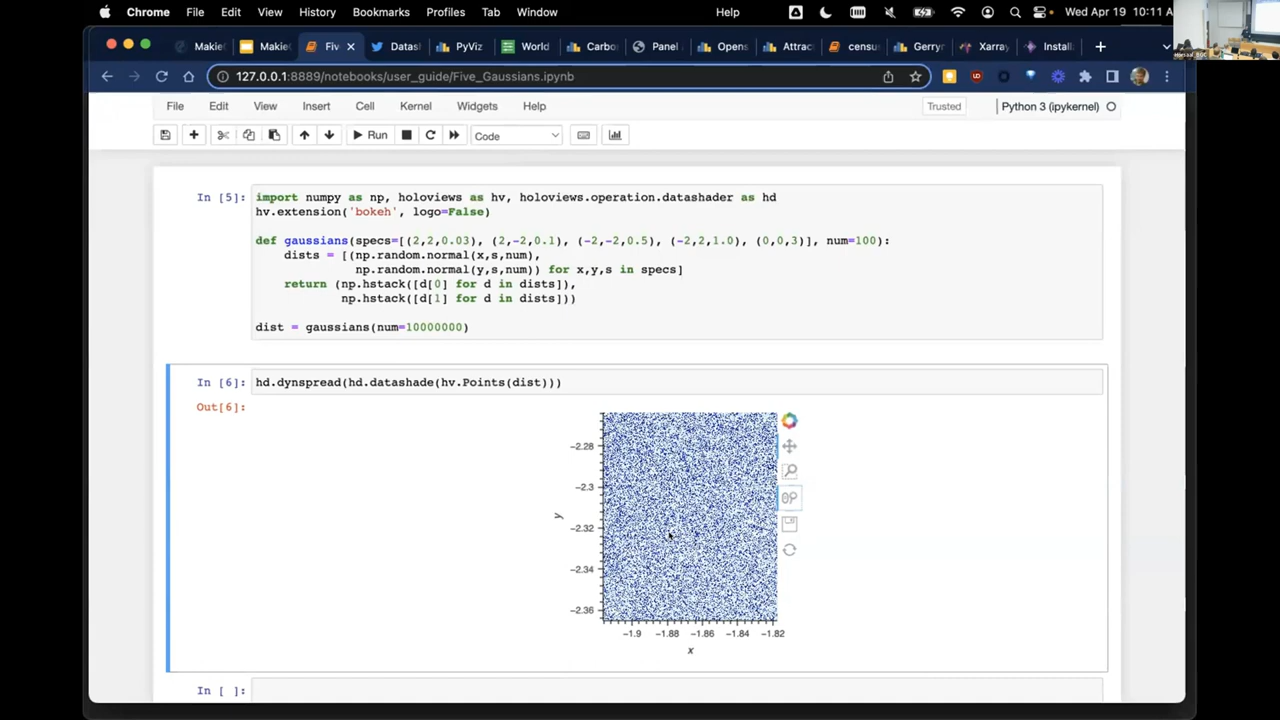 Chrome File Edit View History Bookmarks Profiles Tab Window Help Wed Apr 19 10:11 A
Makie Makie Five Datash PyViz World Carbo Panel Opens Attrac census Gerry Xarray Install
127.0.0.1:8889/notebooks/user_guide/Five_Gaussians.ipynb
File Edit View Insert Cell Kernel Widgets Help Trusted Python 3 (ipykernel)
Run Code
In [5]: import numpy as np, holoviews as hv, holoviews.operation.datashader as hd
hv.extension('bokeh', logo=False)
def gaussians(specs=[(2,2,0.03), (2,-2,0.1), (-2,-2,0.5), (-2,2,1.0), (0,0,3)], num=100):
dists = [(np.random.normal(x,s,num),
np.random.normal(y,s,num)) for x,y,s in specs]
return (np.hstack([d[0] for d in dists]),
np.hstack([d[1] for d in dists]))
dist = gaussians(num=10000000)
In [6]: hd.dynspread(hd.datashade(hv.Points(dist)))
Out[6]:
-2.28
-2.3
y
-2.32
-2.34
-2.36
-1.9 -1.88 -1.86 -1.84 -1.82
x
In [ ]: